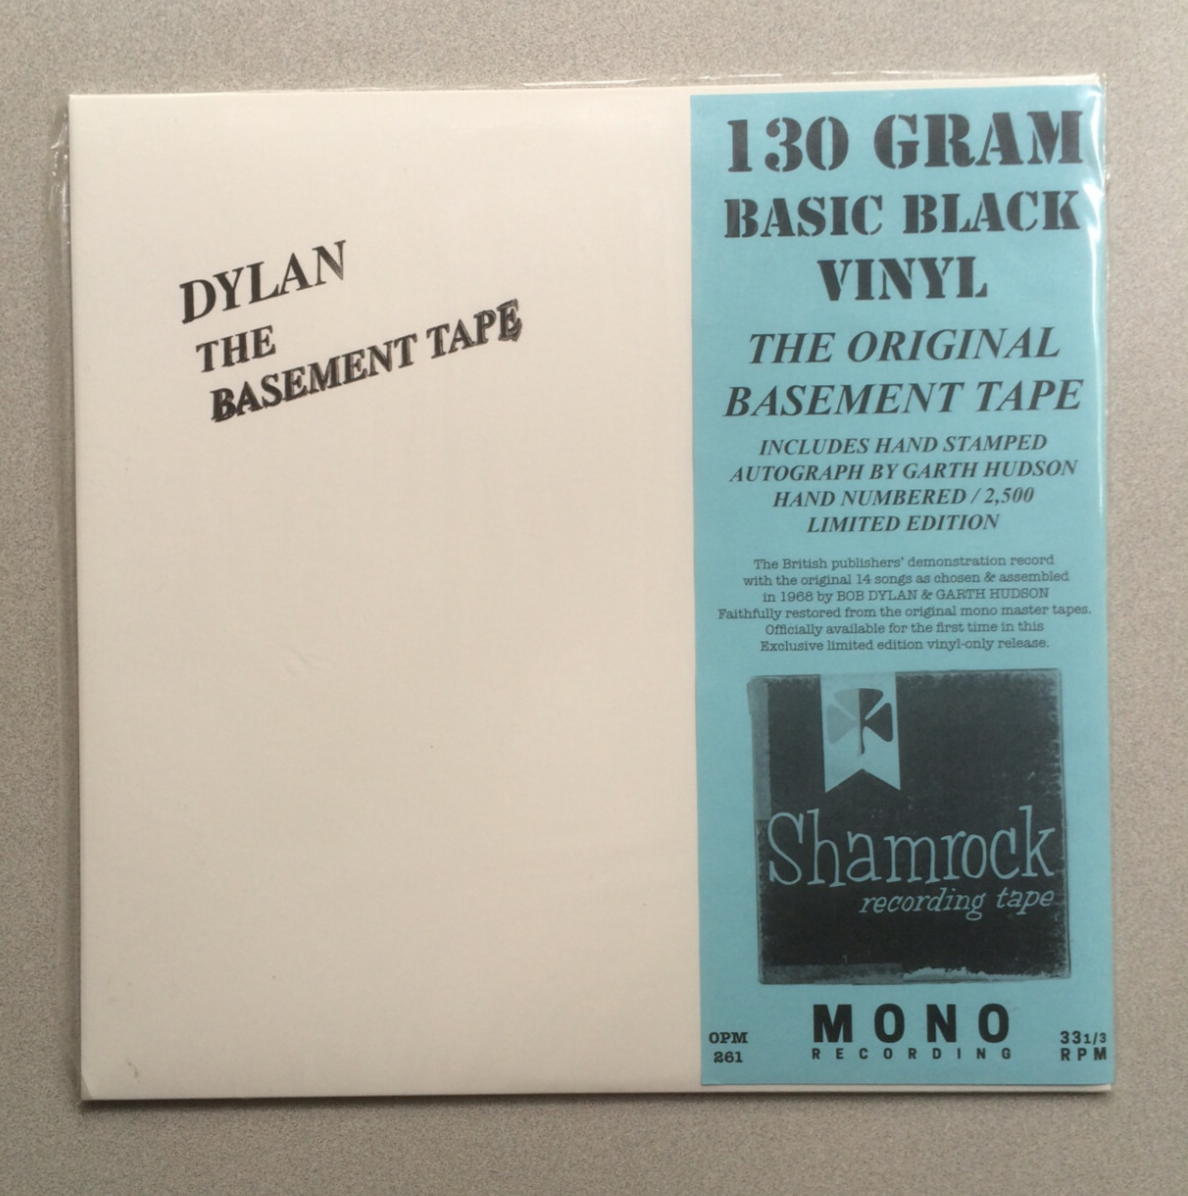 DYLAN
THE
BASEMENT TAPE
130 GRAM
BASIC BLACK
VINYL
THE ORIGINAL
BASEMENT TAPE
INCLUDES HAND STAMPED
AUTOGRAPH BY GARTH HUDSON
HAND NUMBERED / 2,500
LIMITED EDITION
The British publishers' demonstration record
with the original 14 songs as chosen & assembled
in 1968 by BOB DYLAN & GARTH HUDSON
Faithfully restored from the original mono master tapes.
Officially available for the first time in this
Exclusive limited edition vinyl-only release.
Shamrock
recording tape
OPM
261
MONO
RECORDING
33 1/3
RPM